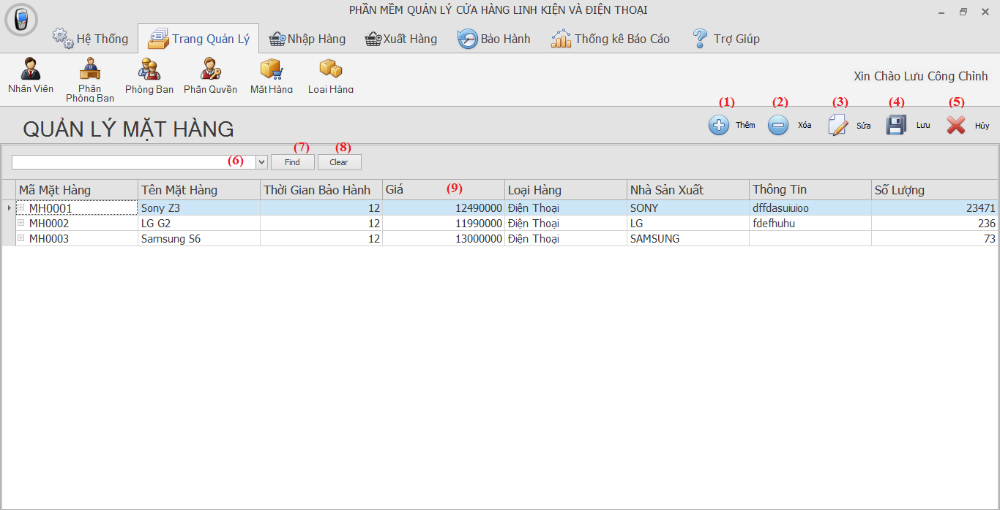 PHẦN MỀM QUẢN LÝ CỬA HÀNG LINH KIỆN VÀ ĐIỆN THOẠI
Hệ Thống Trang Quản Lý Nhập Hàng Xuất Hàng Bảo Hành Thống kê Báo Cáo Trợ Giúp
Nhân Viên Phân Phòng Ban Phòng Ban Phân Quyền Mặt Hàng Loại Hàng
Xin Chào Lưu Công Chình
(1) (2) (3) (4) (5)
QUẢN LÝ MẶT HÀNG
Thêm Xóa Sửa Lưu Hủy
(6) (7) (8)
Find Clear
Mã Mặt Hàng Tên Mặt Hàng Thời Gian Bảo Hành Giá (9) Loại Hàng Nhà Sản Xuất Thông Tin Số Lượng
MH0001 Sony Z3 12 12490000 Điện Thoại SONY dffdasuiuioo 23471
MH0002 LG G2 12 11990000 Điện Thoại LG fdefhuhu 236
MH0003 Samsung S6 12 13000000 Điện Thoại SAMSUNG 73